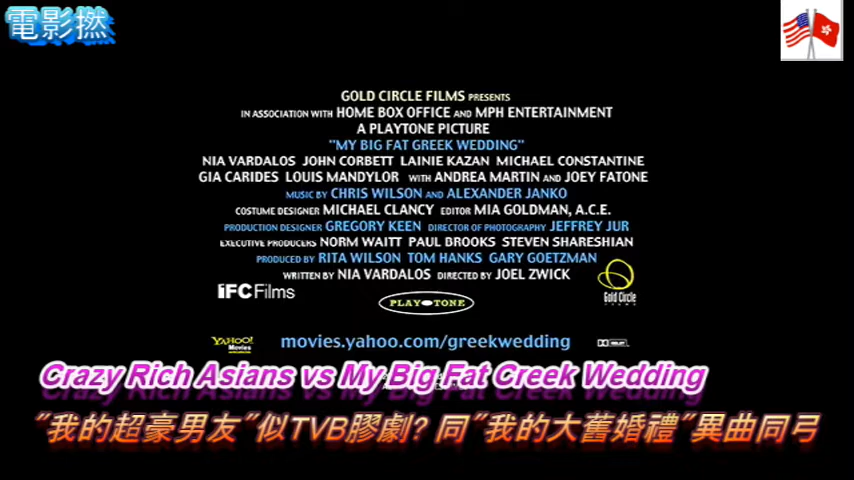 電影撚
GOLD CIRCLE FILMS PRESENTS
IN ASSOCIATION WITH HOME BOX OFFICE AND MPH ENTERTAINMENT
A PLAYTONE PICTURE
"MY BIG FAT GREEK WEDDING"
NIA VARDALOS JOHN CORBETT LAINIE KAZAN MICHAEL CONSTANTINE
GIA CARIDES LOUIS MANDYLOR WITH ANDREA MARTIN AND JOEY FATONE
MUSIC BY CHRIS WILSON AND ALEXANDER JANKO
COSTUME DESIGNER MICHAEL CLANCY EDITOR MIA GOLDMAN, A.C.E.
PRODUCTION DESIGNER GREGORY KEEN DIRECTOR OF PHOTOGRAPHY JEFFREY JUR
EXECUTIVE PRODUCERS NORM WAITT PAUL BROOKS STEVEN SHARESHIAN
PRODUCED BY RITA WILSON TOM HANKS GARY GOETZMAN
WRITTEN BY NIA VARDALOS DIRECTED BY JOEL ZWICK
iFC Films
PLAY-TONE
Gold Circle
FILMS
YAHOO!
Movies
movies.yahoo.com/greekwedding
DOLBY
Crazy Rich Asians vs My Big Fat Creek Wedding
"我的超豪男友"似TVB膠劇? 同"我的大舊婚禮"異曲同弓